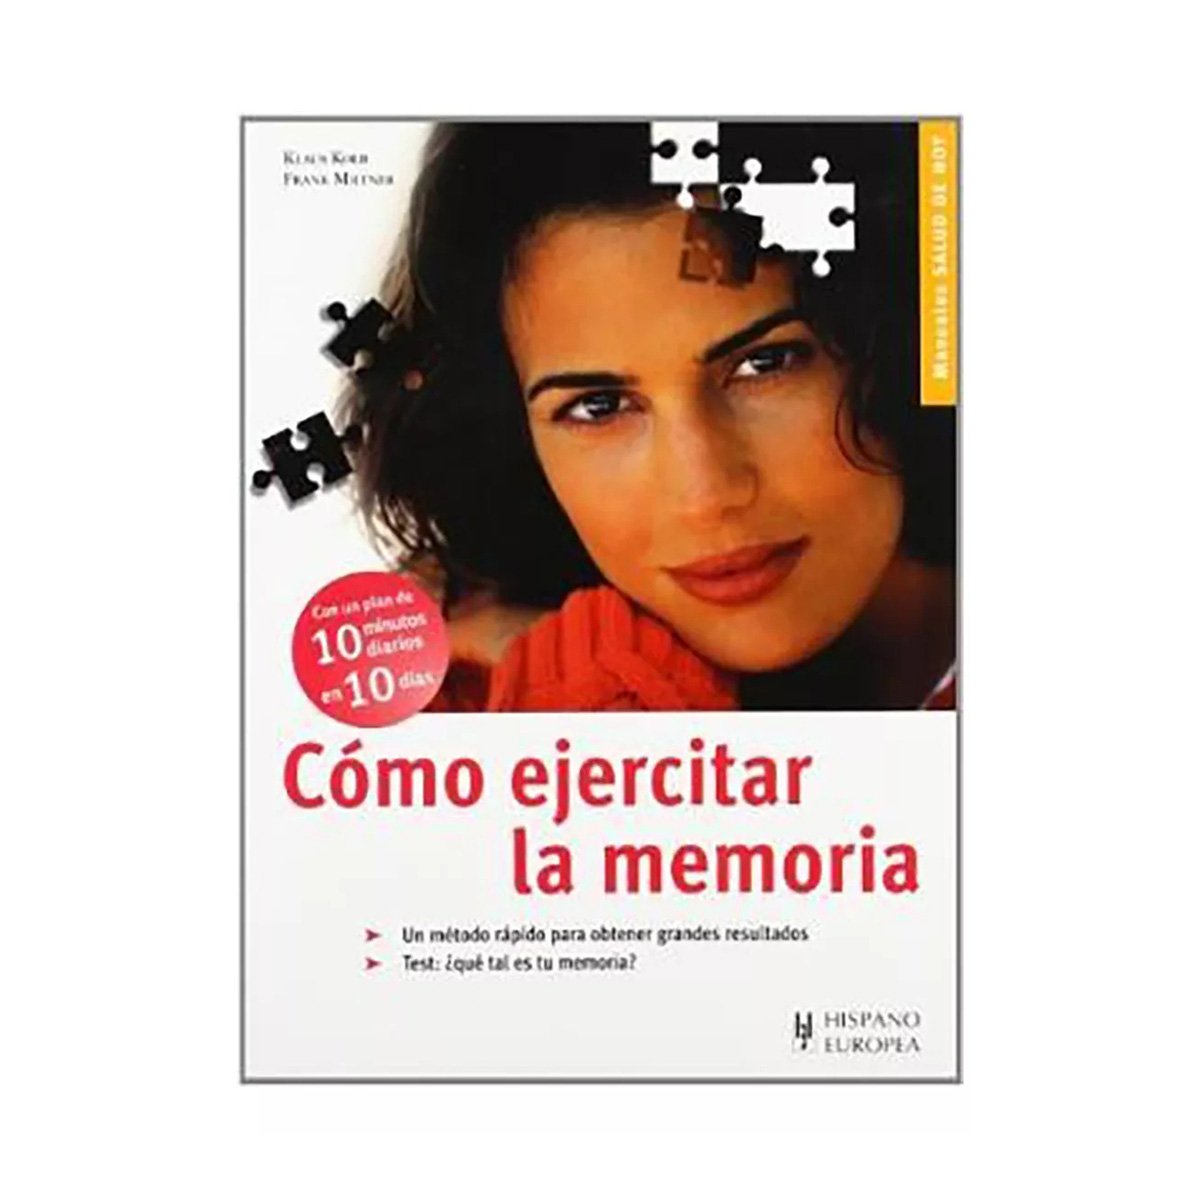 KLAUS KOLB
FRANK MILTNER
Manuales SALUD DE HOY
Con un plan de
10 minutos
diarios
en 10 días
Cómo ejercitar
la memoria
➤ Un método rápido para obtener grandes resultados
➤ Test: ¿qué tal es tu memoria?
HISPANO
EUROPEA